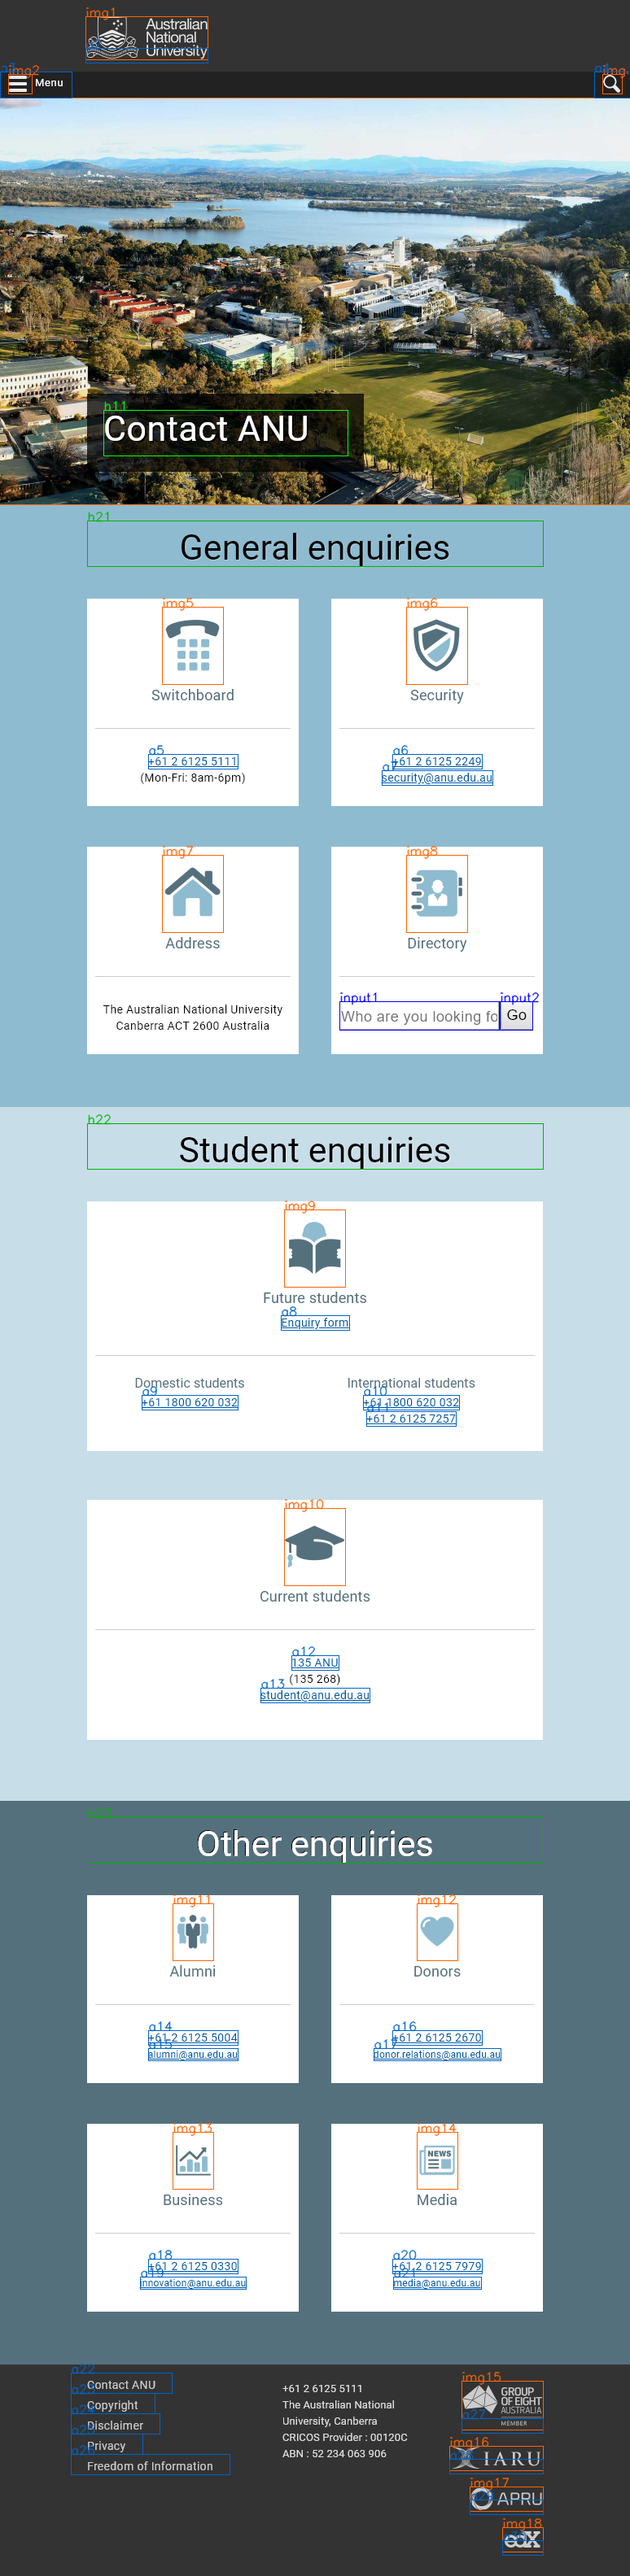 img1
Australian
National
University
img2
Menu
h11
Contact ANU
h21
General enquiries
img5
Switchboard
a5
+61 2 6125 5111
(Mon-Fri: 8am-6pm)
img6
Security
a6
+61 2 6125 2249
a7
security@anu.edu.au
img7
Address
The Australian National University
Canberra ACT 2600 Australia
img8
Directory
input1
input2
Who are you looking fo
Go
h22
Student enquiries
img9
Future students
a8
Enquiry form
Domestic students
a9
+61 1800 620 032
International students
a10
+61 1800 620 032
a11
+61 2 6125 7257
img10
Current students
a12
135 ANU
(135 268)
a13
student@anu.edu.au
h23
Other enquiries
img11
Alumni
a14
+61 2 6125 5004
a15
alumni@anu.edu.au
img12
Donors
a16
+61 2 6125 2670
a17
donor.relations@anu.edu.au
img13
Business
a18
+61 2 6125 0330
a19
innovation@anu.edu.au
img14
NEWS
Media
a20
+61 2 6125 7979
a21
media@anu.edu.au
a22
Contact ANU
Copyright
Disclaimer
Privacy
Freedom of Information
+61 2 6125 5111
The Australian National
University, Canberra
CRICOS Provider : 00120C
ABN : 52 234 063 906
img15
GROUP
OF EIGHT
AUSTRALIA
a27
MEMBER
img16
IARU
img17
APRU
img18
edX